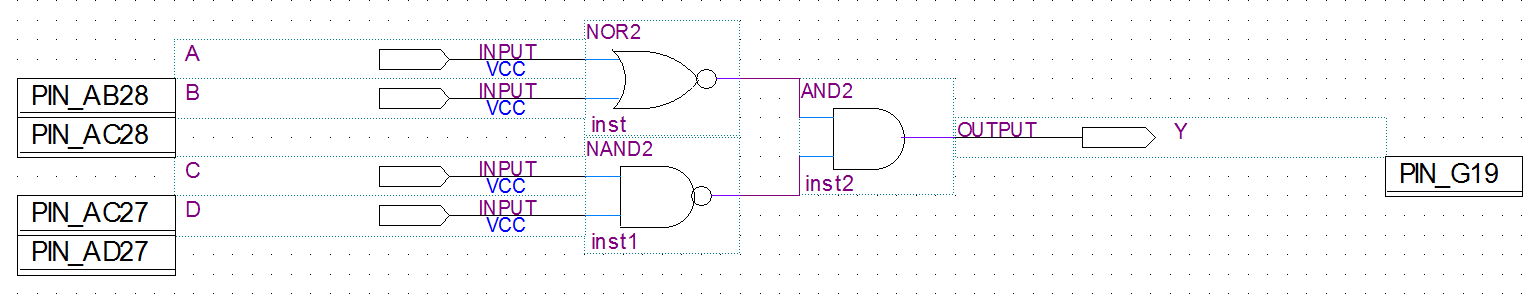 NOR2
A
INPUT
VCC
PIN_AB28
B
INPUT
VCC
PIN_AC28
inst
AND2
OUTPUT
Y
NAND2
C
INPUT
VCC
inst2
PIN_G19
PIN_AC27
D
INPUT
VCC
PIN_AD27
inst1